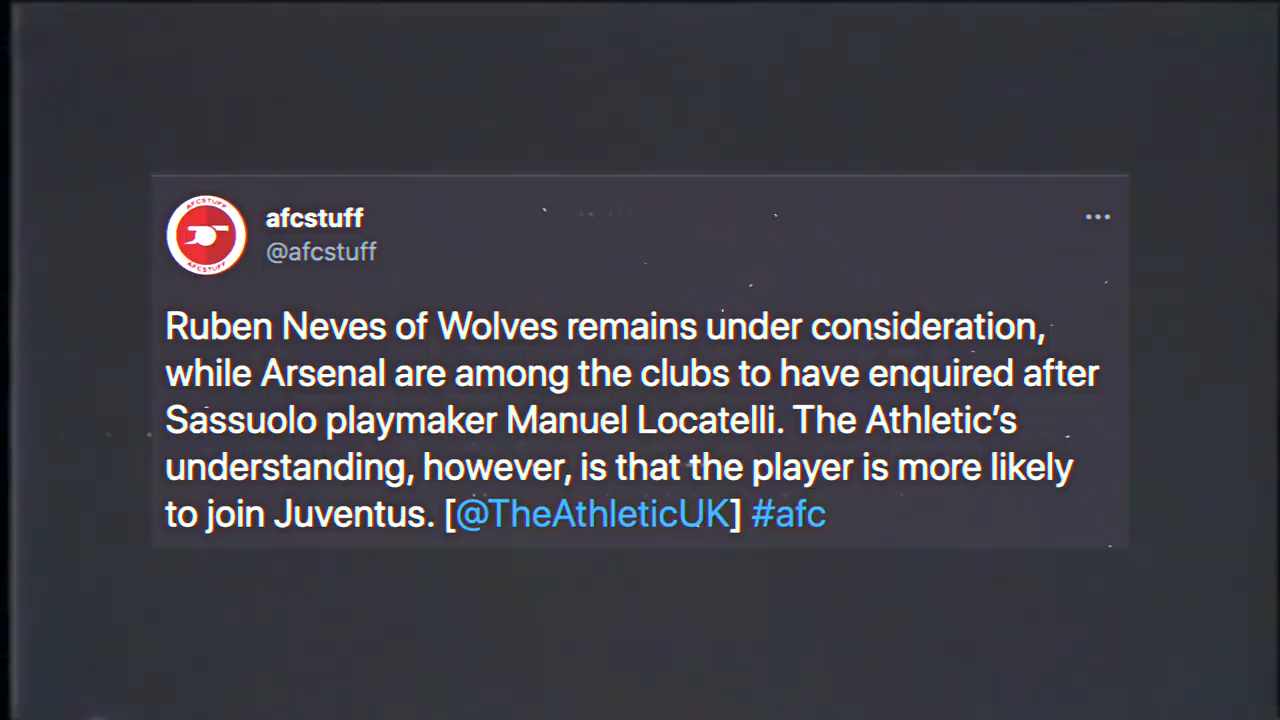 AFCSTUFF
AFCSTUFF
afcstuff
@afcstuff
Ruben Neves of Wolves remains under consideration,
while Arsenal are among the clubs to have enquired after
Sassuolo playmaker Manuel Locatelli. The Athletic’s
understanding, however, is that the player is more likely
to join Juventus. [@TheAthleticUK] #afc